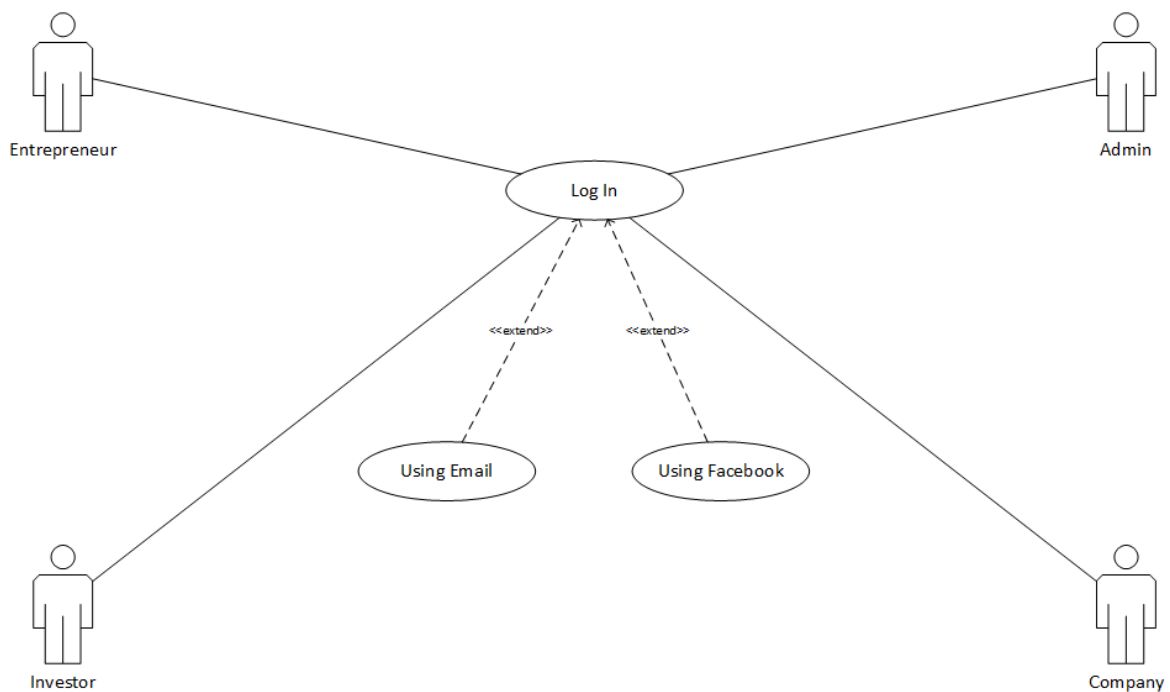 Entrepreneur
Admin
Log In
<<extend>>
<<extend>>
Using Email
Using Facebook
Investor
Company